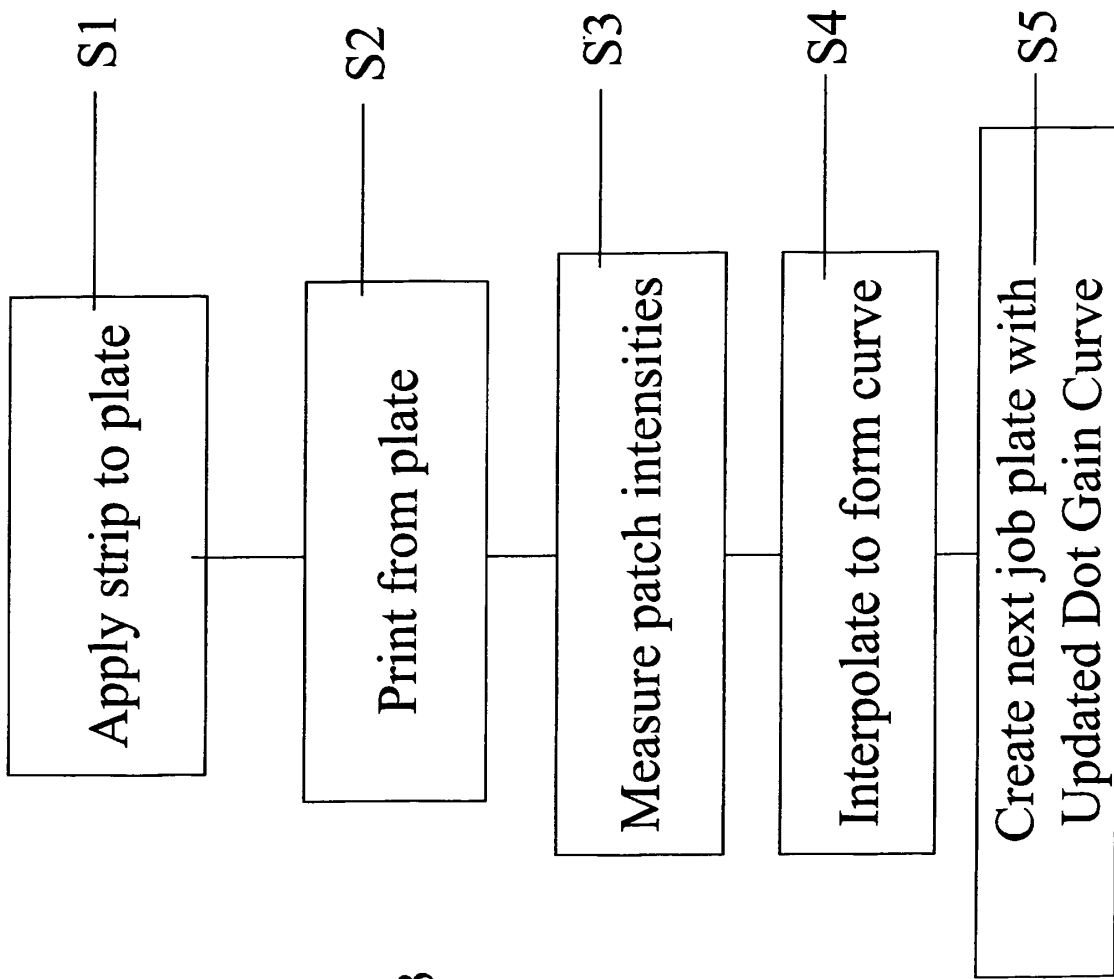 Apply strip to plate
S1
Print from plate
S2
Measure patch intensities
S3
Interpolate to form curve
S4
Create next job plate with
Updated Dot Gain Curve
S5